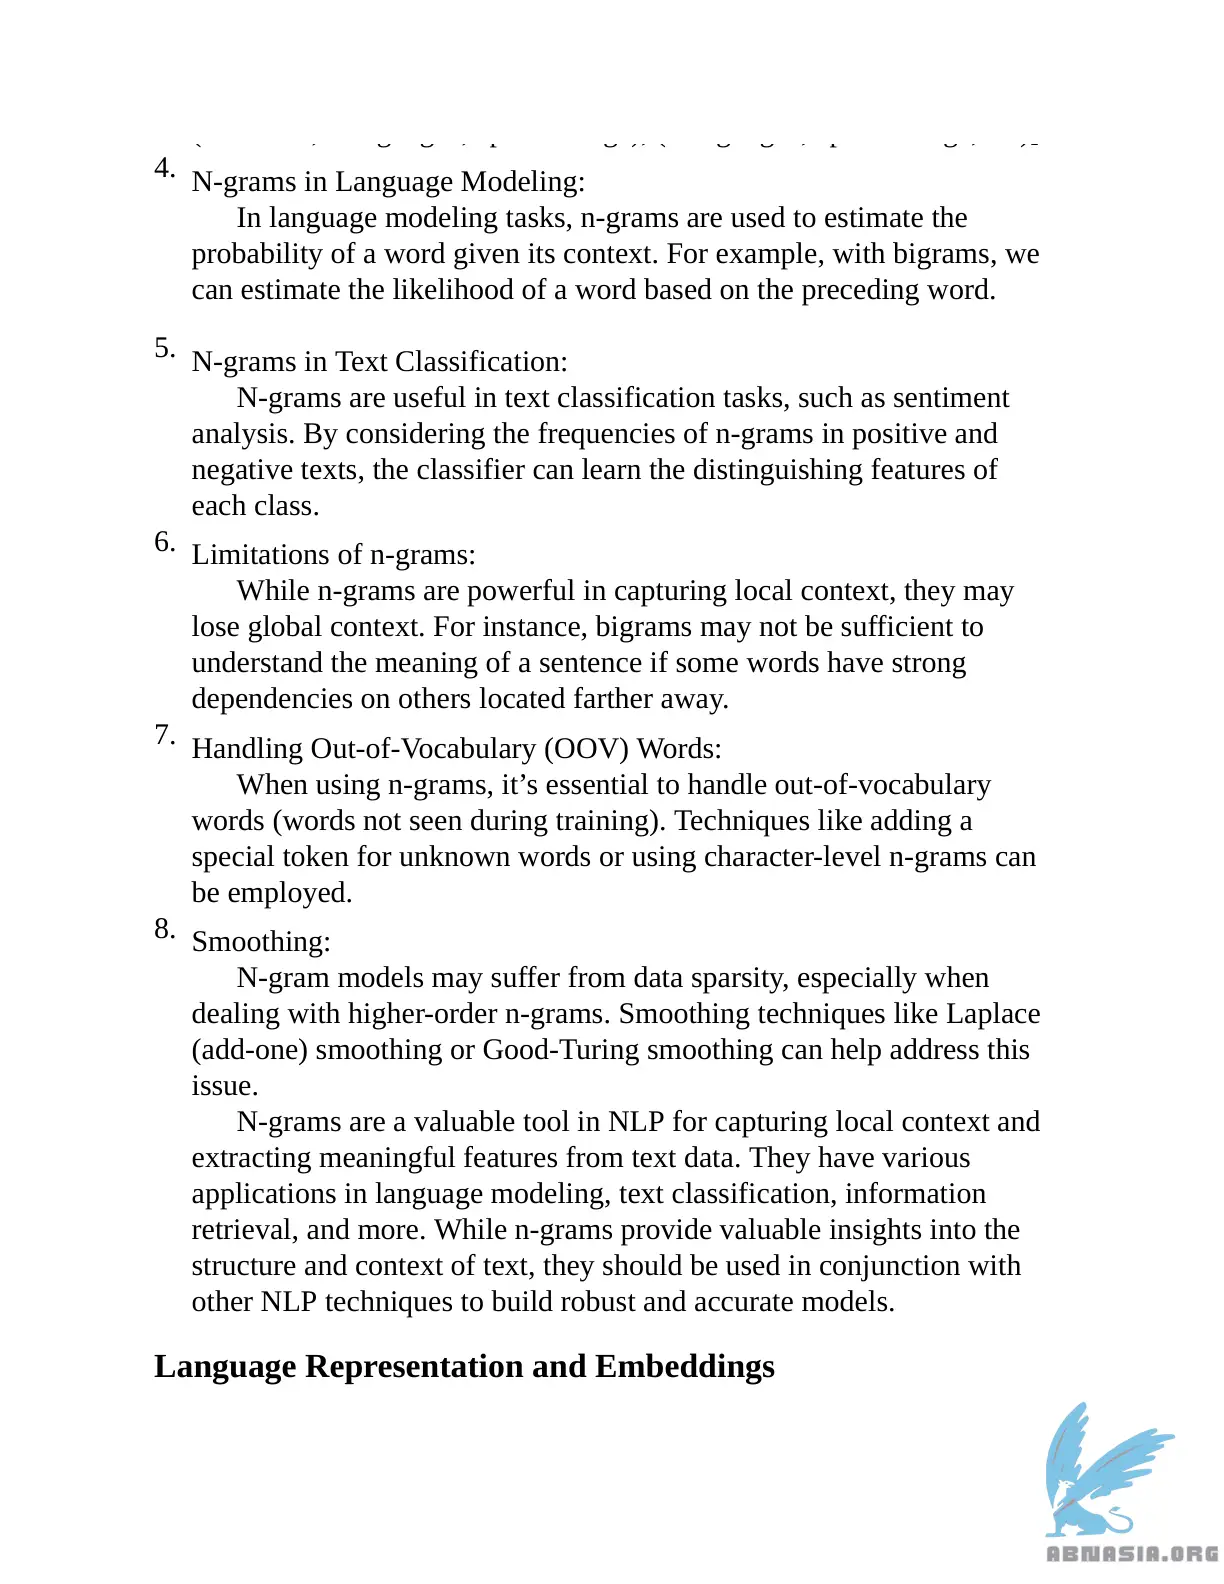 4. N-grams in Language Modeling:
In language modeling tasks, n-grams are used to estimate the
probability of a word given its context. For example, with bigrams, we
can estimate the likelihood of a word based on the preceding word.
5. N-grams in Text Classification:
N-grams are useful in text classification tasks, such as sentiment
analysis. By considering the frequencies of n-grams in positive and
negative texts, the classifier can learn the distinguishing features of
each class.
6. Limitations of n-grams:
While n-grams are powerful in capturing local context, they may
lose global context. For instance, bigrams may not be sufficient to
understand the meaning of a sentence if some words have strong
dependencies on others located farther away.
7. Handling Out-of-Vocabulary (OOV) Words:
When using n-grams, it’s essential to handle out-of-vocabulary
words (words not seen during training). Techniques like adding a
special token for unknown words or using character-level n-grams can
be employed.
8. Smoothing:
N-gram models may suffer from data sparsity, especially when
dealing with higher-order n-grams. Smoothing techniques like Laplace
(add-one) smoothing or Good-Turing smoothing can help address this
issue.
N-grams are a valuable tool in NLP for capturing local context and
extracting meaningful features from text data. They have various
applications in language modeling, text classification, information
retrieval, and more. While n-grams provide valuable insights into the
structure and context of text, they should be used in conjunction with
other NLP techniques to build robust and accurate models.
Language Representation and Embeddings
ABNASIA.ORG